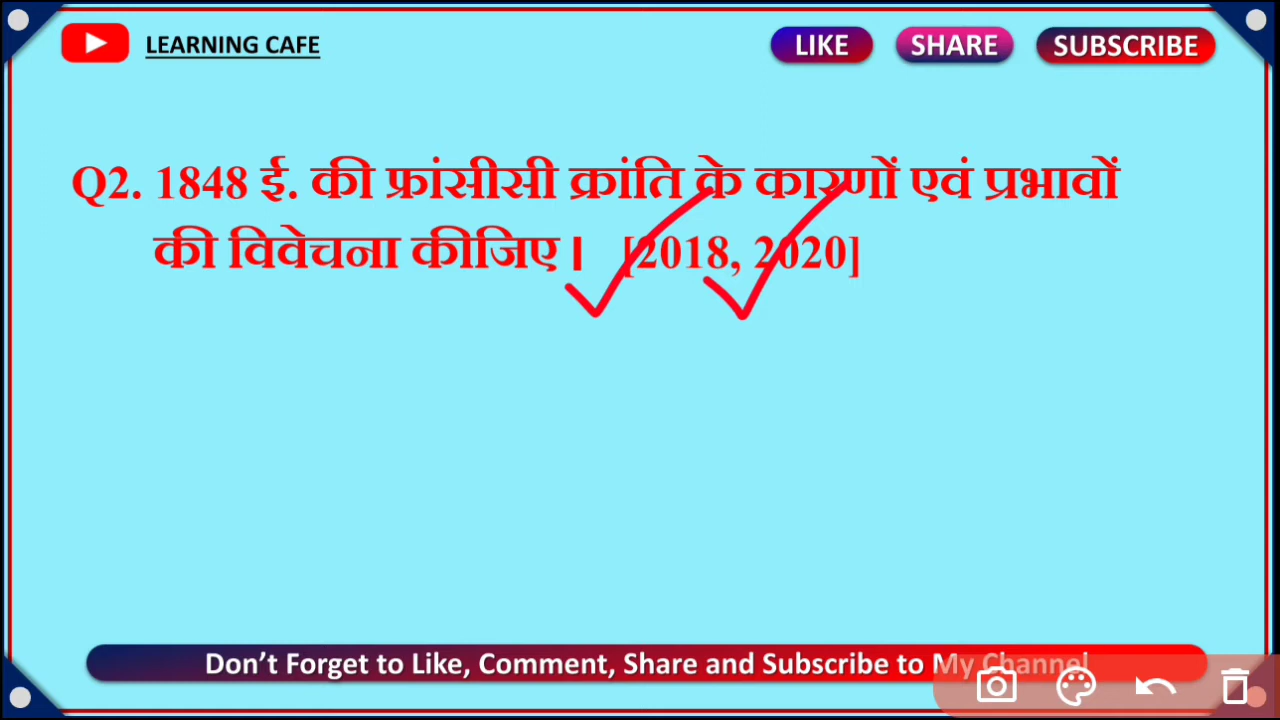 LEARNING CAFE
LIKE SHARE SUBSCRIBE
Q2. 1848 ई. की फ्रांसीसी क्रांति के कारणों एवं प्रभावों
की विवेचना कीजिए। [2018, 2020]
Don't Forget to Like, Comment, Share and Subscribe to My Channel